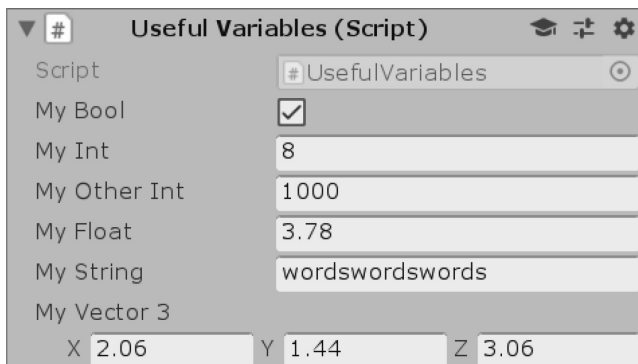 # Useful Variables (Script)
Script # UsefulVariables
My Bool
My Int 8
My Other Int 1000
My Float 3.78
My String wordswordswords
My Vector 3
X 2.06 Y 1.44 Z 3.06